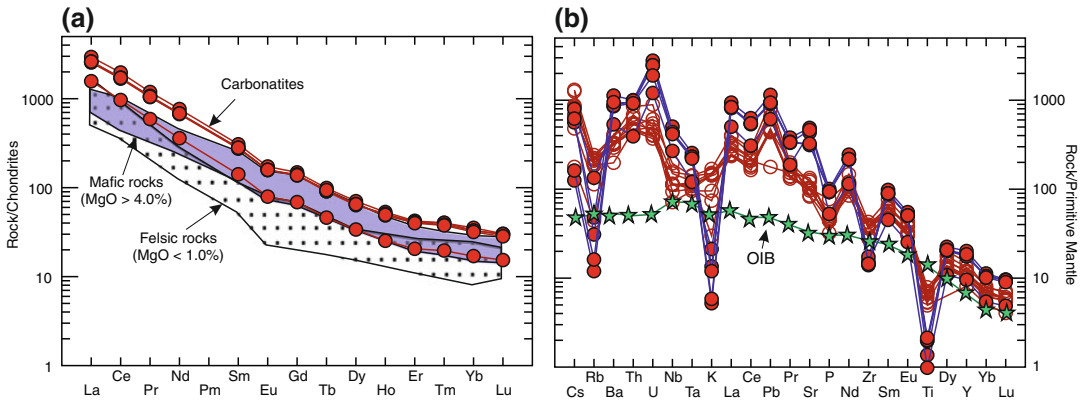 (a)
Rock/Chondrites
1000
100
10
1
Carbonatites
Mafic rocks
(MgO > 4.0%)
Felsic rocks
(MgO < 1.0%)
Ce Nd Sm Gd Dy Er Yb
La Pr Pm Eu Tb Ho Tm Lu
(b)
1000
100
10
1
Rock/Primitive Mantle
OIB
Rb Th Nb K Ce Pr P Zr Eu Dy Yb
Cs Ba U Ta La Pb Sr Nd Sm Ti Y Lu